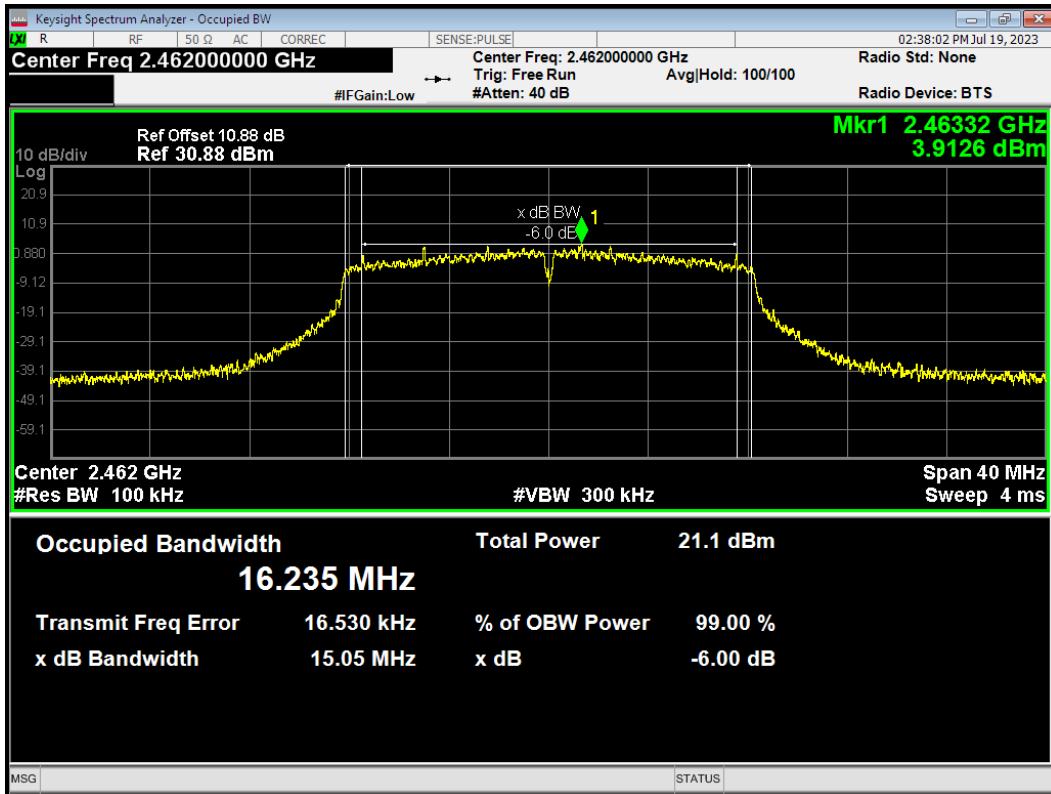 Keysight Spectrum Analyzer - Occupied BW
LXI R RF 50 Ω AC CORREC SENSE:PULSE 02:38:02 PM Jul 19, 2023
Center Freq 2.462000000 GHz Center Freq: 2.462000000 GHz Radio Std: None
Trig: Free Run Avg|Hold: 100/100
#IFGain:Low #Atten: 40 dB Radio Device: BTS
Mkr1 2.46332 GHz
3.9126 dBm
Ref Offset 10.88 dB
10 dB/div Ref 30.88 dBm
Log
20.9
10.9
0.880
-9.12
-19.1
-29.1
-39.1
-49.1
-59.1
x dB BW 1
-6.0 dB
Center 2.462 GHz Span 40 MHz
#Res BW 100 kHz #VBW 300 kHz Sweep 4 ms
Occupied Bandwidth Total Power 21.1 dBm
16.235 MHz
Transmit Freq Error 16.530 kHz % of OBW Power 99.00 %
x dB Bandwidth 15.05 MHz x dB -6.00 dB
MSG STATUS